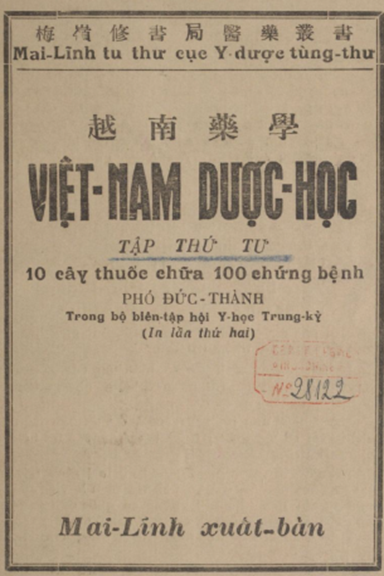 梅嶺修書局醫藥叢書
Mai-Lĩnh tu thư cục Y-dược tùng-thư
越南藥學
VIỆT-NAM DƯỢC-HỌC
TẬP THỨ TƯ
10 cây thuốc chữa 100 chứng bệnh
PHÓ ĐỨC-THÀNH
Trong bộ biên-tập hội Y-học Trung-kỳ
(In lần thứ hai)
Nº 28122
Mai-Lĩnh xuất-bản